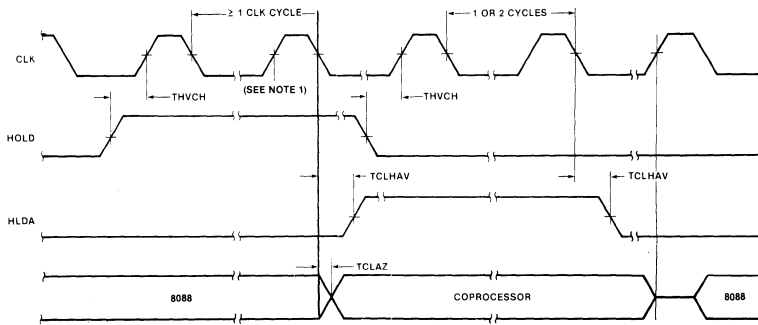 ≥ 1 CLK CYCLE
1 OR 2 CYCLES
CLK
(SEE NOTE 1)
THVCH
THVCH
HOLD
TCLHAV
TCLHAV
HLDA
TCLAZ
8088
COPROCESSOR
8088